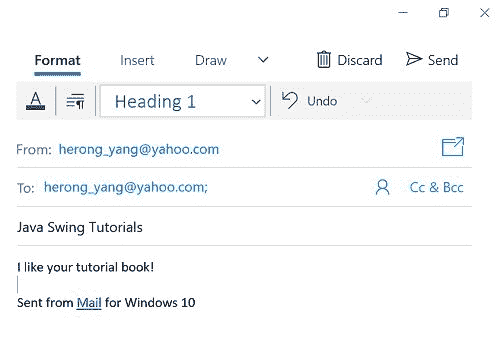 Format Insert Draw Discard Send
A Heading 1 Undo
From: herong_yang@yahoo.com
To: herong_yang@yahoo.com; Cc & Bcc
Java Swing Tutorials
I like your tutorial book!
Sent from Mail for Windows 10